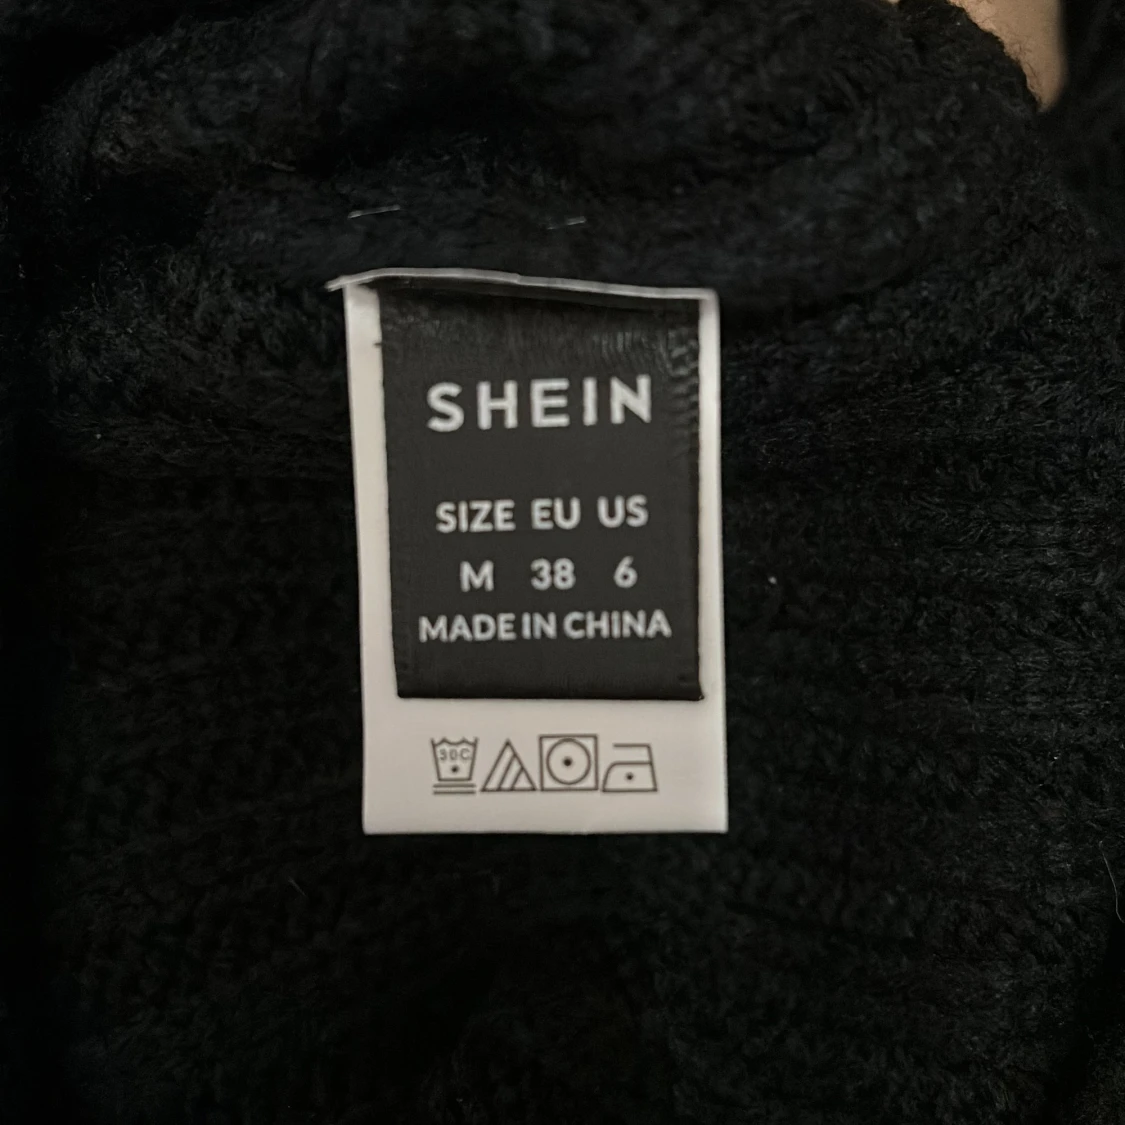 SHEIN
SIZE EU US
M 38 6
MADE IN CHINA
30C